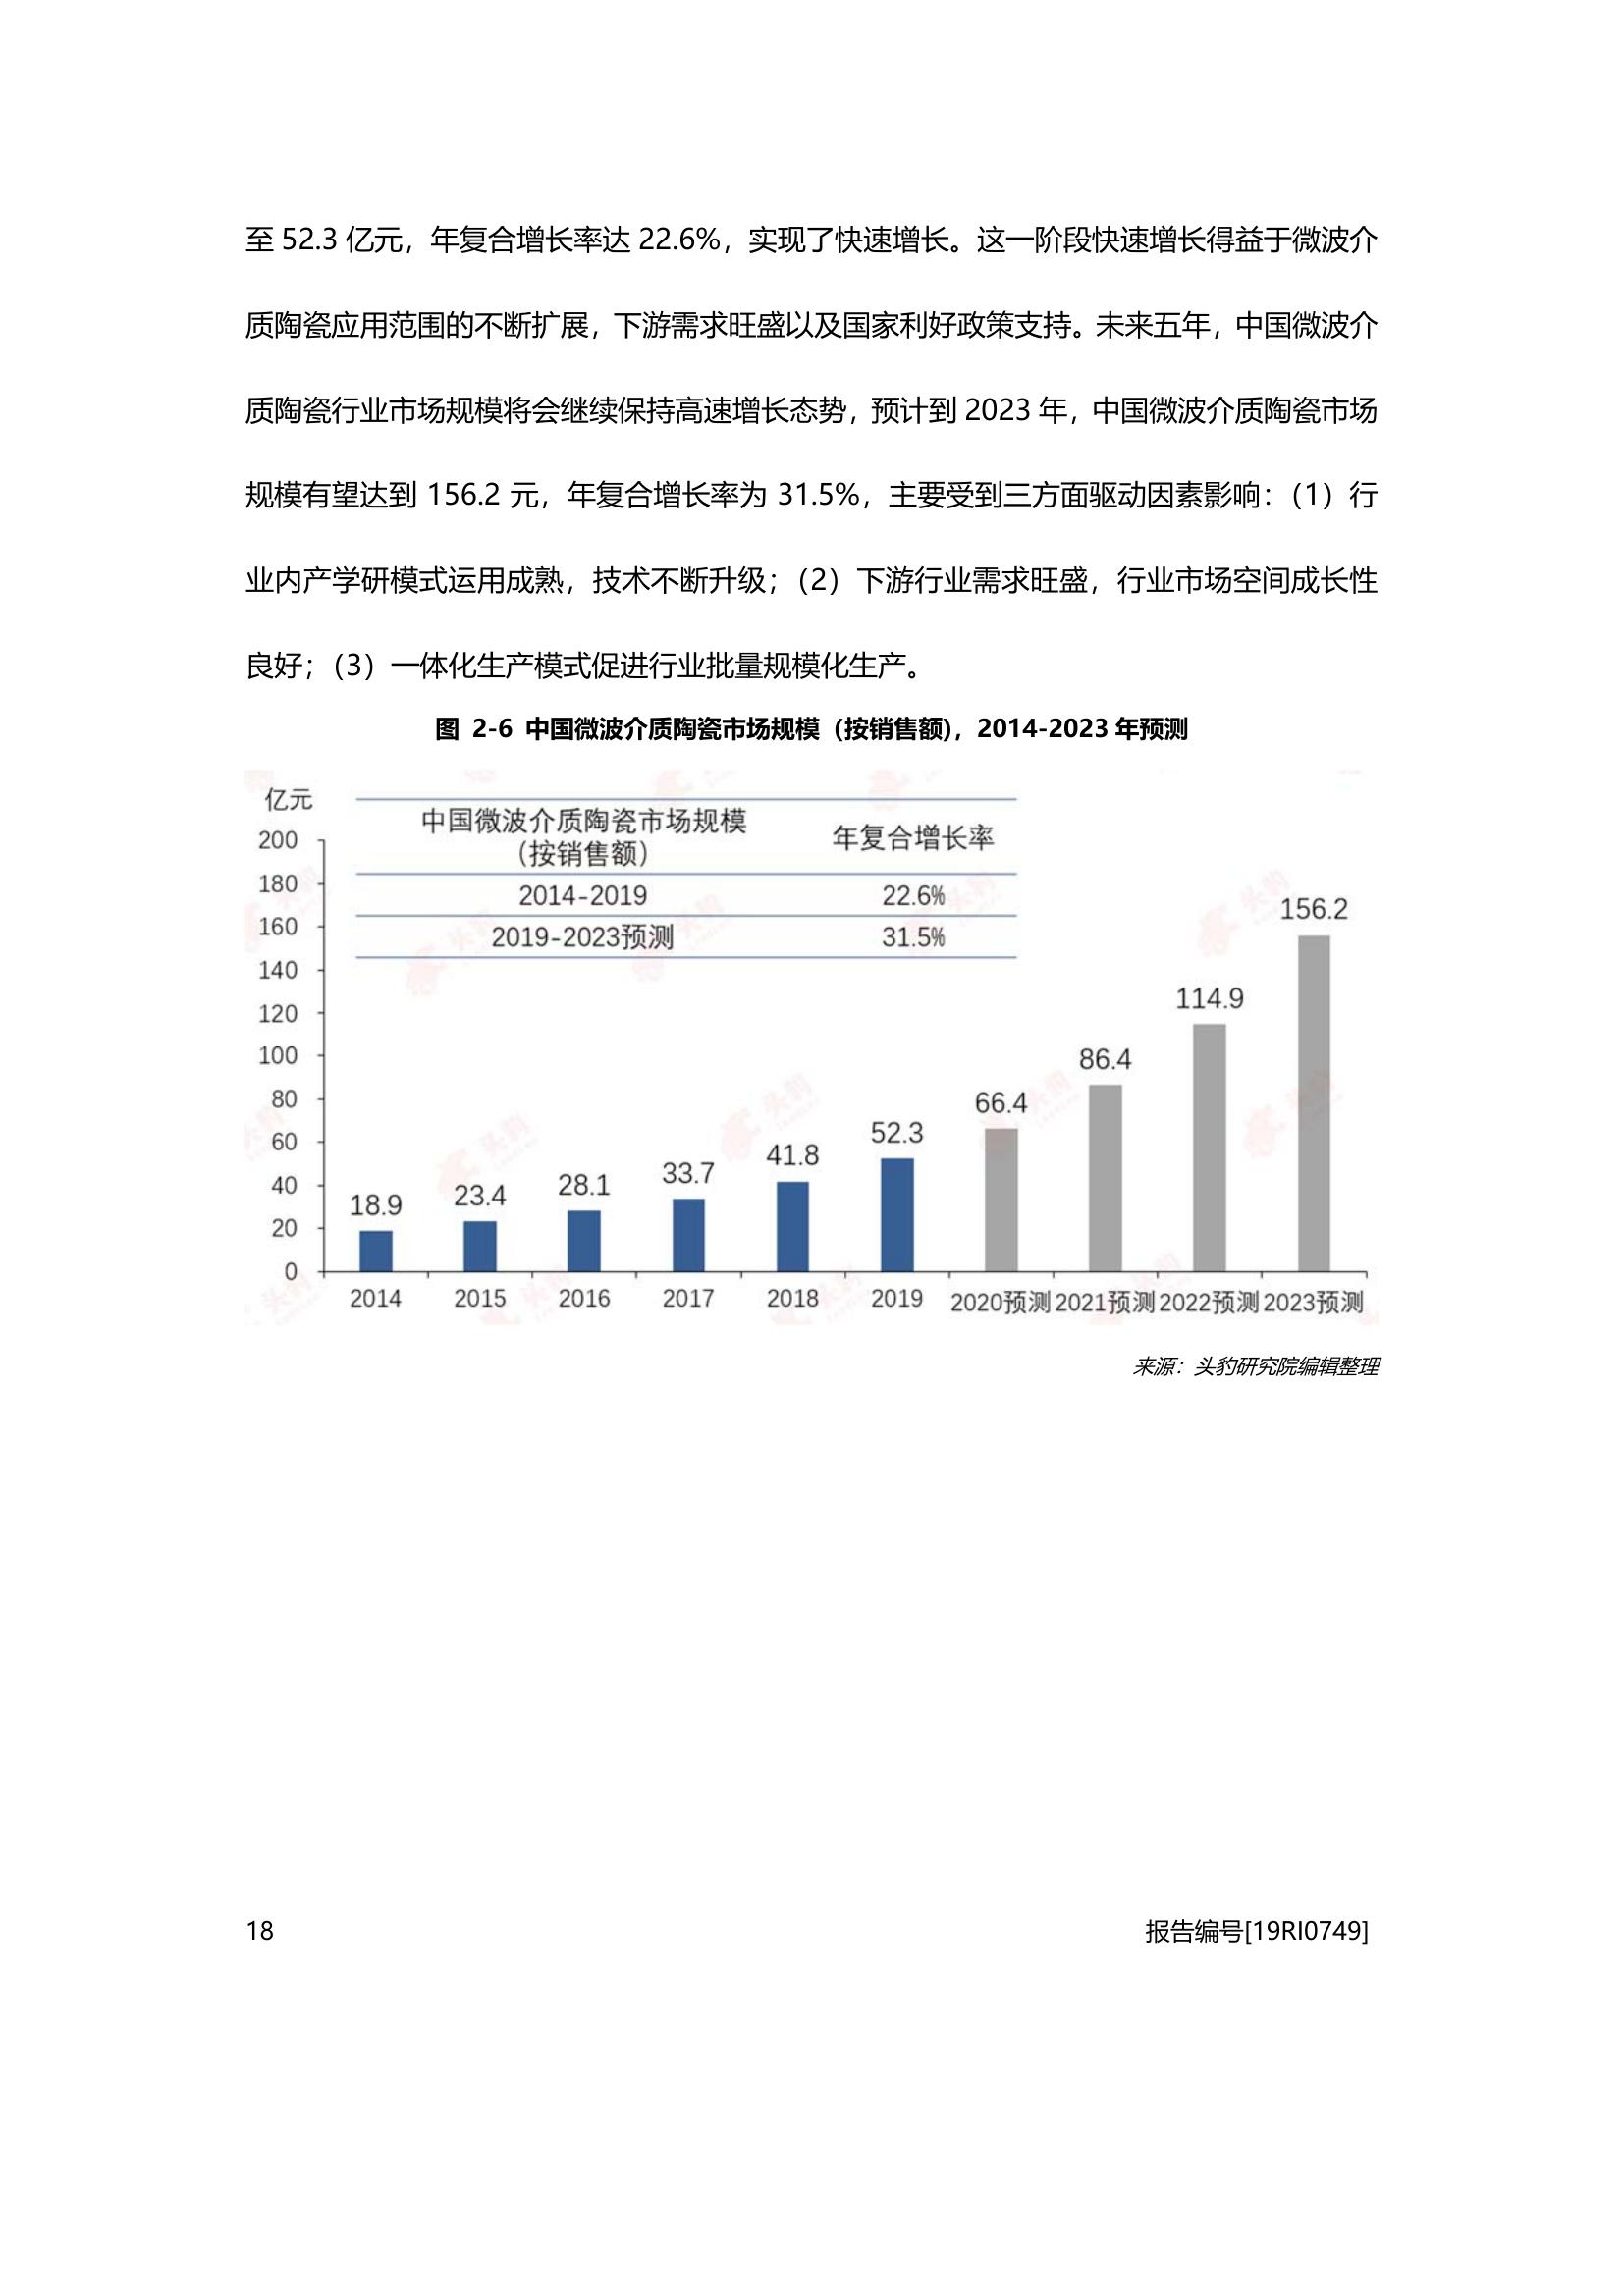 至 52.3 亿元，年复合增长率达 22.6%，实现了快速增长。这一阶段快速增长得益于微波介
质陶瓷应用范围的不断扩展，下游需求旺盛以及国家利好政策支持。未来五年，中国微波介
质陶瓷行业市场规模将会继续保持高速增长态势，预计到 2023 年，中国微波介质陶瓷市场
规模有望达到 156.2 元，年复合增长率为 31.5%，主要受到三方面驱动因素影响：（1）行
业内产学研模式运用成熟，技术不断升级；（2）下游行业需求旺盛，行业市场空间成长性
良好；（3）一体化生产模式促进行业批量规模化生产。
图 2-6 中国微波介质陶瓷市场规模（按销售额），2014-2023 年预测
亿元
中国微波介质陶瓷市场规模
（按销售额）
年复合增长率
2014-2019 22.6%
2019-2023预测 31.5%
200
180
160
140
120
100
80
60
40
20
0
18.9
23.4
28.1
33.7
41.8
52.3
66.4
86.4
114.9
156.2
2014 2015 2016 2017 2018 2019 2020预测 2021预测 2022预测 2023预测
来源：头豹研究院编辑整理
18 报告编号[19RI0749]